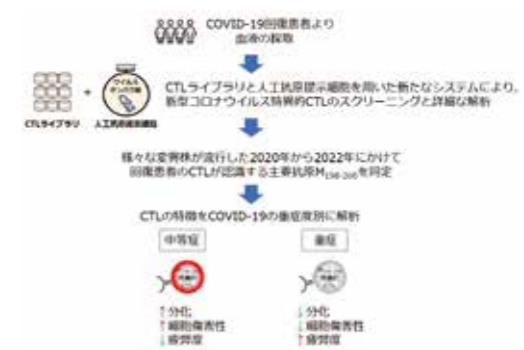 COVID-19回復患者より
血液の採取
CTLライブラリと人工抗原提示細胞を用いた新たなシステムにより、
新型コロナウイルス特異的CTLのスクリーニングと詳細な解析
+
CTLライブラリ
人工抗原提示細胞
様々な変異株が流行した2020年から2022年にかけて
回復患者のCTLが認識する主要抗原M198-206を同定
CTLの特徴をCOVID-19の重症度別に解析
中等症
重症
↑分化
↑細胞傷害性
↓疲弊度
↓分化
↓細胞傷害性
↑疲弊度